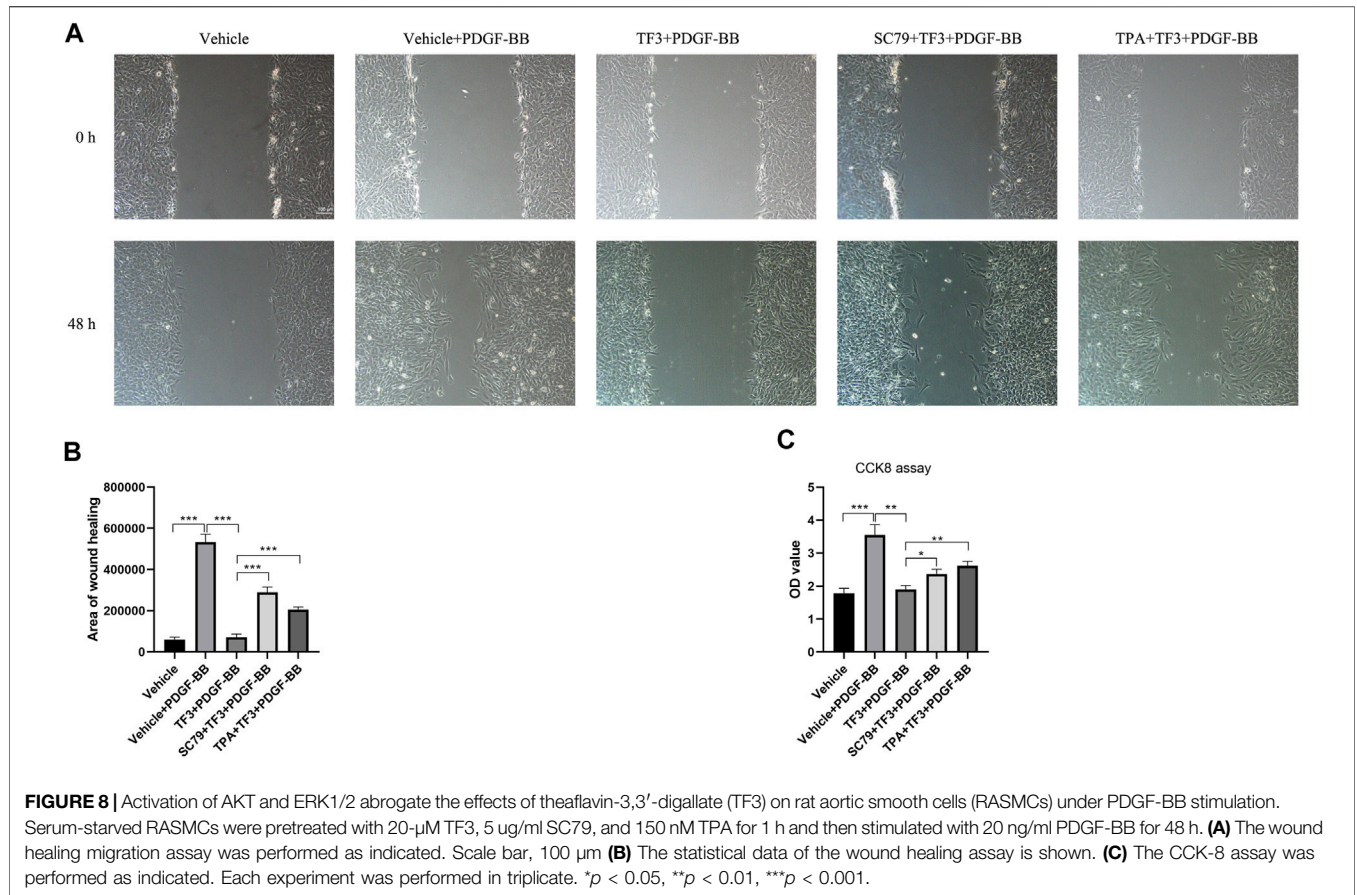 A
Vehicle
Vehicle+PDGF-BB
TF3+PDGF-BB
SC79+TF3+PDGF-BB
TPA+TF3+PDGF-BB
0 h
100 µm
48 h
B
Area of wound healing
800000
600000
400000
200000
0
***
***
***
***
Vehicle
Vehicle+PDGF-BB
TF3+PDGF-BB
SC79+TF3+PDGF-BB
TPA+TF3+PDGF-BB
C
CCK8 assay
OD value
5
4
3
2
1
0
***
**
**
*
Vehicle
Vehicle+PDGF-BB
TF3+PDGF-BB
SC79+TF3+PDGF-BB
TPA+TF3+PDGF-BB
FIGURE 8 | Activation of AKT and ERK1/2 abrogate the effects of theaflavin-3,3′-digallate (TF3) on rat aortic smooth cells (RASMCs) under PDGF-BB stimulation.
Serum-starved RASMCs were pretreated with 20-µM TF3, 5 ug/ml SC79, and 150 nM TPA for 1 h and then stimulated with 20 ng/ml PDGF-BB for 48 h. (A) The wound
healing migration assay was performed as indicated. Scale bar, 100 µm (B) The statistical data of the wound healing assay is shown. (C) The CCK-8 assay was
performed as indicated. Each experiment was performed in triplicate. *p < 0.05, **p < 0.01, ***p < 0.001.